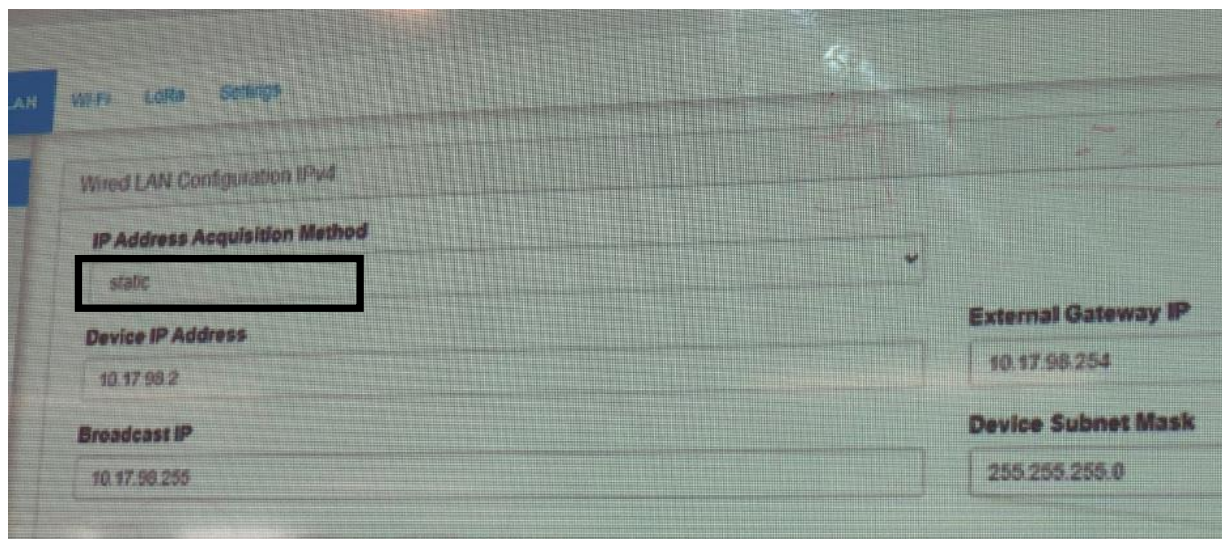 LAN Wi-Fi LoRa Settings
Wired LAN Configuration IPv4
IP Address Acquisition Method
static
Device IP Address
10.17.98.2
External Gateway IP
10.17.98.254
Broadcast IP
10.17.98.255
Device Subnet Mask
255.255.255.0